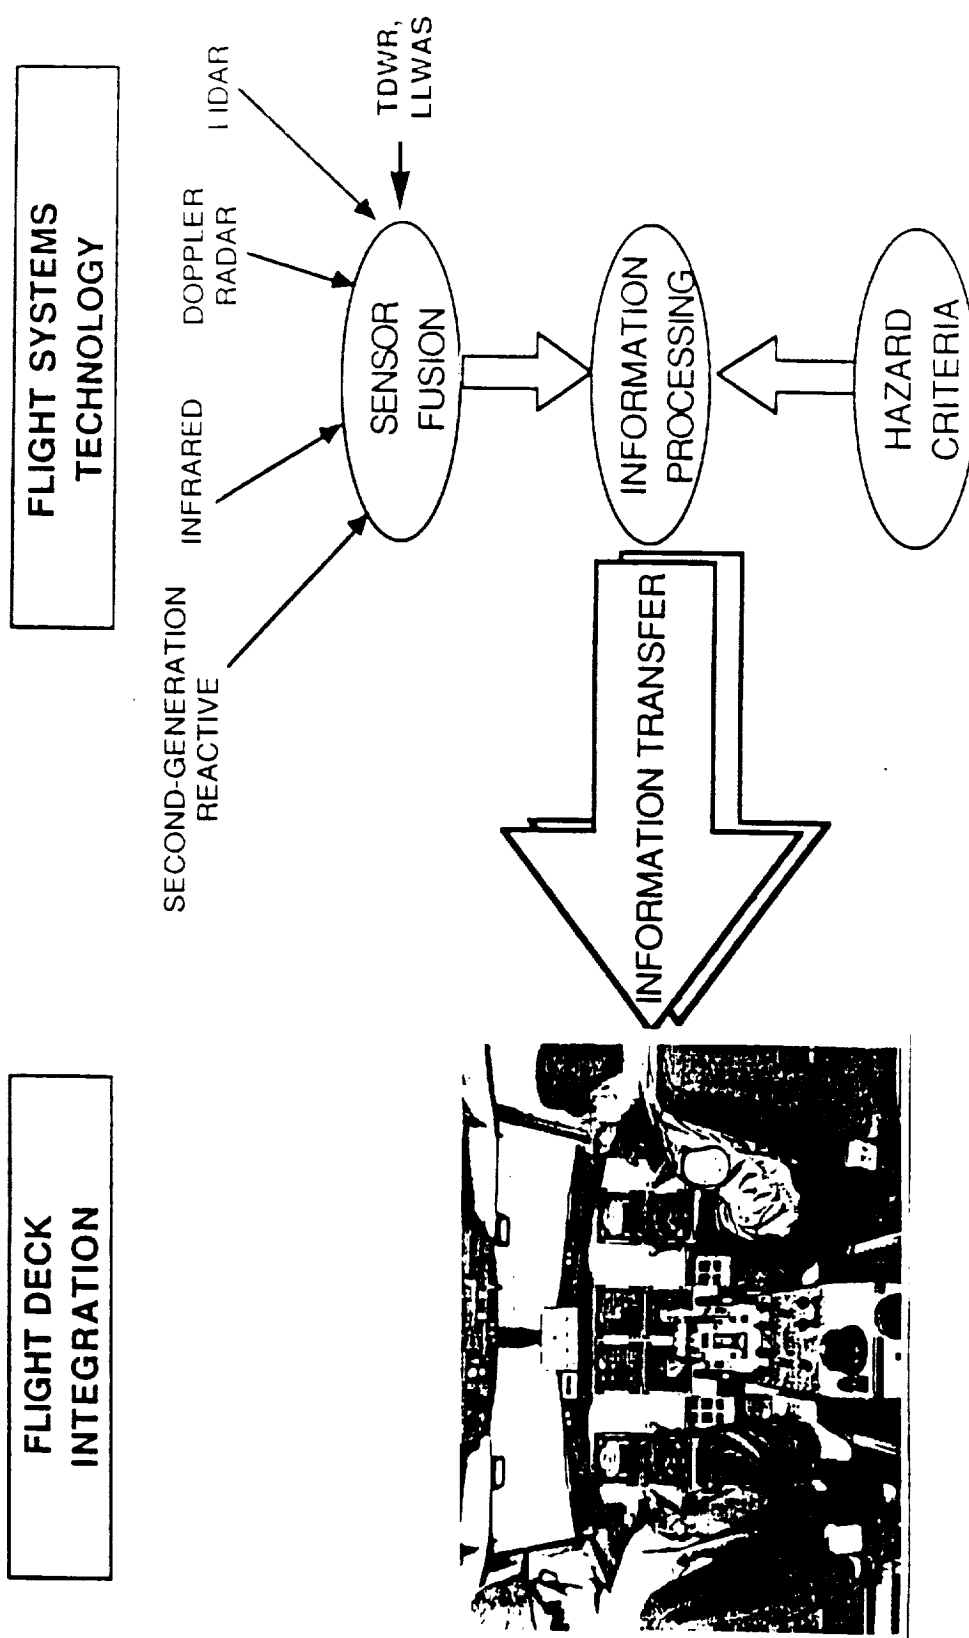 FLIGHT DECK
INTEGRATION
FLIGHT SYSTEMS
TECHNOLOGY
SECOND-GENERATION
REACTIVE
INFRARED
DOPPLER
RADAR
LIDAR
TDWR,
LLWAS
SENSOR
FUSION
INFORMATION TRANSFER
INFORMATION
PROCESSING
HAZARD
CRITERIA